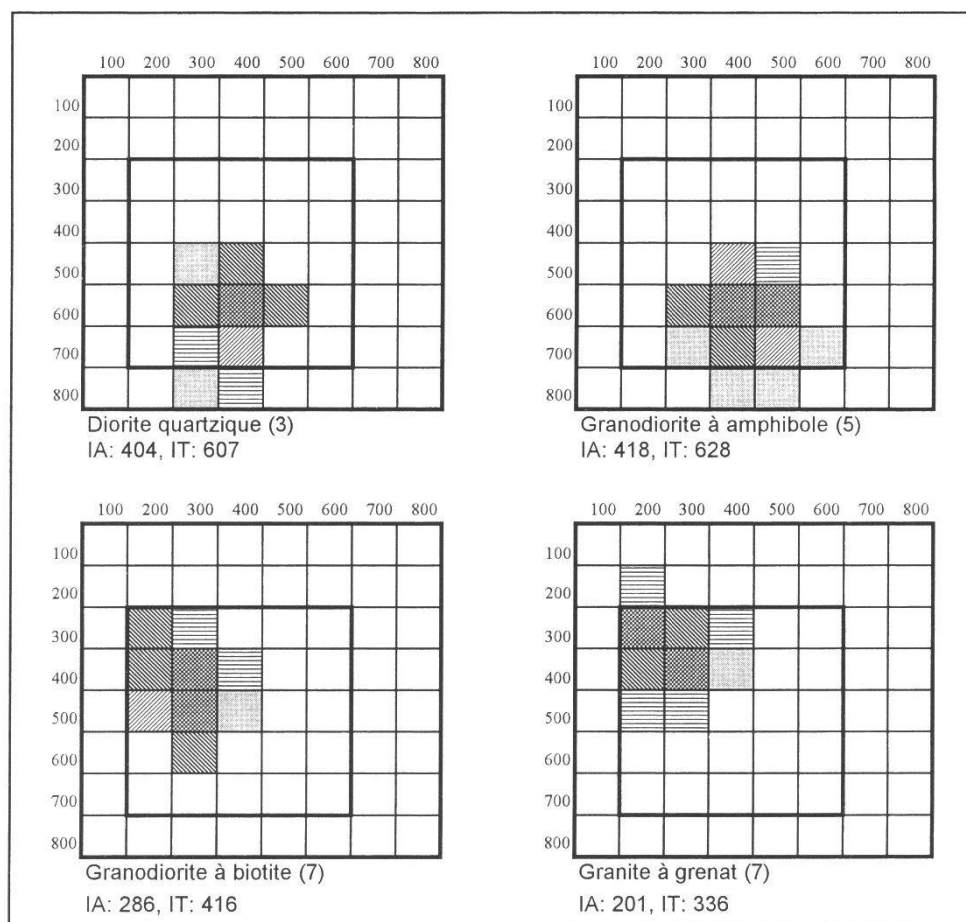 100 200 300 400 500 600 700 800
100
200
300
400
500
600
700
800
Diorite quartzique (3)
IA: 404, IT: 607
100 200 300 400 500 600 700 800
100
200
300
400
500
600
700
800
Granodiorite à amphibole (5)
IA: 418, IT: 628
100 200 300 400 500 600 700 800
100
200
300
400
500
600
700
800
Granodiorite à biotite (7)
IA: 286, IT: 416
100 200 300 400 500 600 700 800
100
200
300
400
500
600
700
800
Granite à grenat (7)
IA: 201, IT: 336